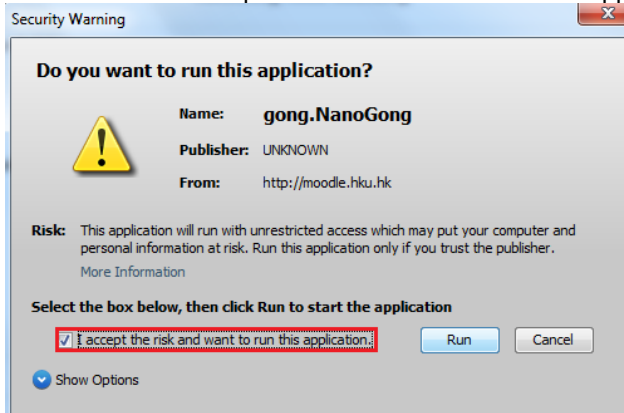 Security Warning
Do you want to run this application?
Name: gong.NanoGong
Publisher: UNKNOWN
From: http://moodle.hku.hk
Risk: This application will run with unrestricted access which may put your computer and
personal information at risk. Run this application only if you trust the publisher.
More Information
Select the box below, then click Run to start the application
I accept the risk and want to run this application.
Run Cancel
Show Options